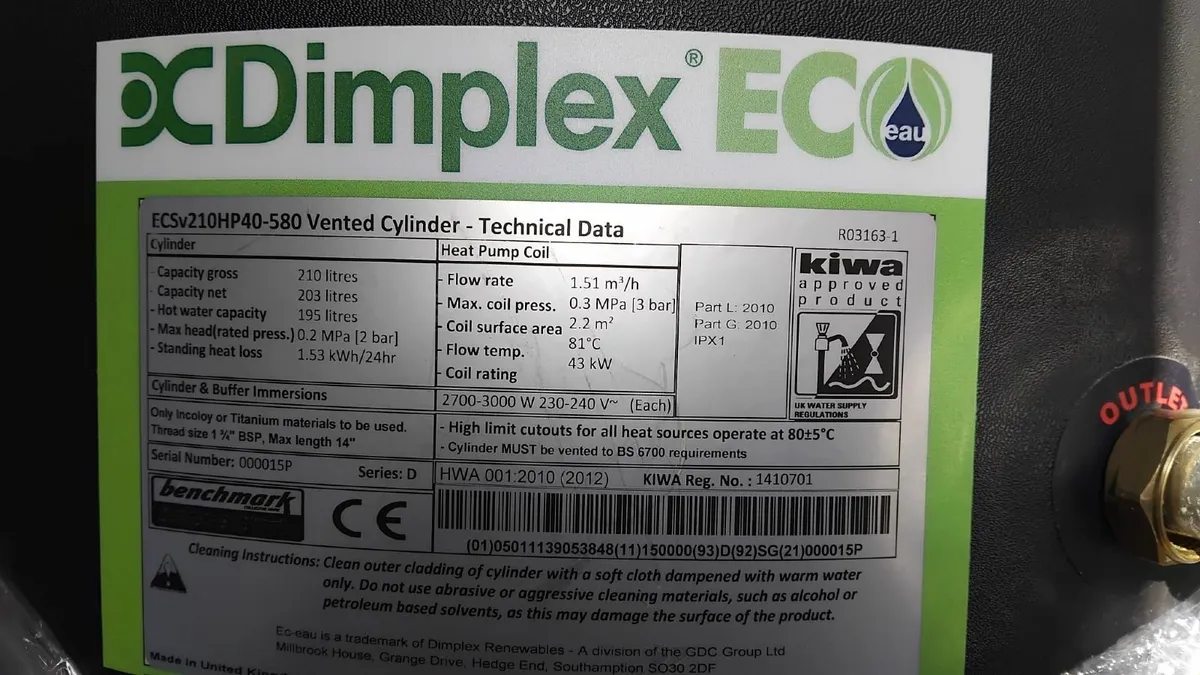 Dimplex® ECO
eau
ECSv210HP40-580 Vented Cylinder - Technical Data
R03163-1
Cylinder
- Capacity gross 210 litres
- Capacity net 203 litres
- Hot water capacity 195 litres
- Max head(rated press.) 0.2 MPa [2 bar]
- Standing heat loss 1.53 kWh/24hr
Heat Pump Coil
- Flow rate 1.51 m³/h
- Max. coil press. 0.3 MPa [3 bar]
- Coil surface area 2.2 m²
- Flow temp. 81°C
- Coil rating 43 kW
Part L: 2010
Part G: 2010
IPX1
kiwa
approved
product
UK WATER SUPPLY
REGULATIONS
Cylinder & Buffer Immersions
2700-3000 W 230-240 V~ (Each)
Only Incoloy or Titanium materials to be used.
Thread size 1 ¾" BSP, Max length 14"
- High limit cutouts for all heat sources operate at 80±5°C
- Cylinder MUST be vented to BS 6700 requirements
Serial Number: 000015P Series: D
HWA 001:2010 (2012) KIWA Reg. No. : 1410701
benchmark
CE
(01)05011139053848(11)150000(93)D(92)SG(21)000015P
Cleaning Instructions: Clean outer cladding of cylinder with a soft cloth dampened with warm water
only. Do not use abrasive or aggressive cleaning materials, such as alcohol or
petroleum based solvents, as this may damage the surface of the product.
Ec-eau is a trademark of Dimplex Renewables - A division of the GDC Group Ltd
Millbrook House, Grange Drive, Hedge End, Southamption SO30 2DF
Made in United
OUTLET